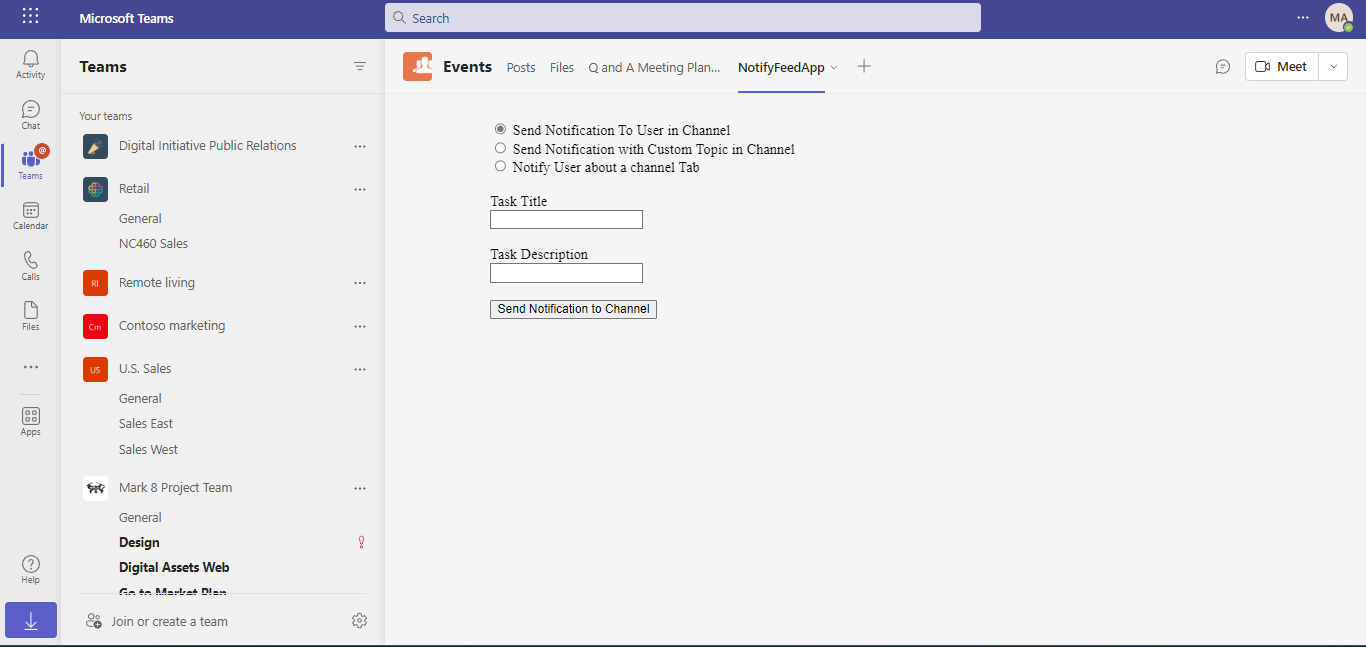 Microsoft Teams
Search
MA
Activity
Chat
Teams
Calendar
Calls
Files
Apps
Help
Teams
Your teams
Digital Initiative Public Relations
Retail
General
NC460 Sales
RI Remote living
Cm Contoso marketing
US U.S. Sales
General
Sales East
Sales West
Mark 8 Project Team
General
Design
Digital Assets Web
Go to Market Plan
Join or create a team
Events Posts Files Q and A Meeting Plan... NotifyFeedApp
Meet
Send Notification To User in Channel
Send Notification with Custom Topic in Channel
Notify User about a channel Tab
Task Title
Task Description
Send Notification to Channel